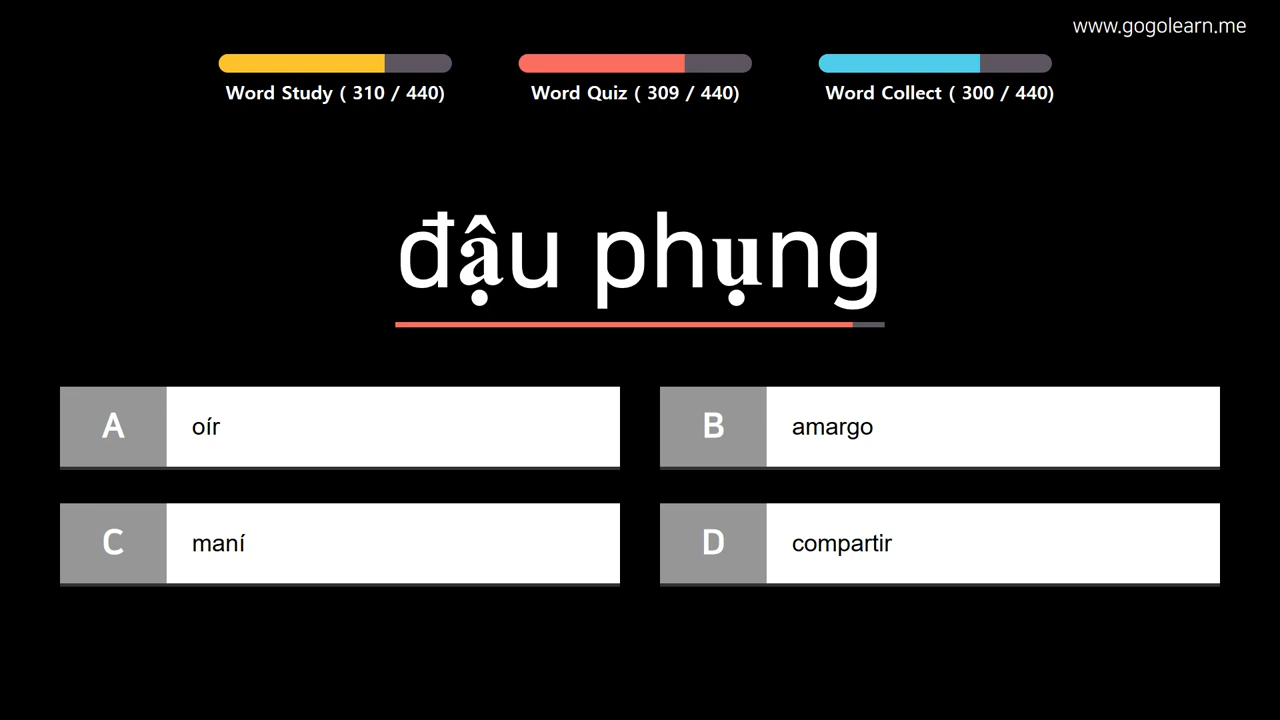 www.gogolearn.me
Word Study ( 310 / 440)
Word Quiz ( 309 / 440)
Word Collect ( 300 / 440)
đậu phụng
A oír
B amargo
C maní
D compartir